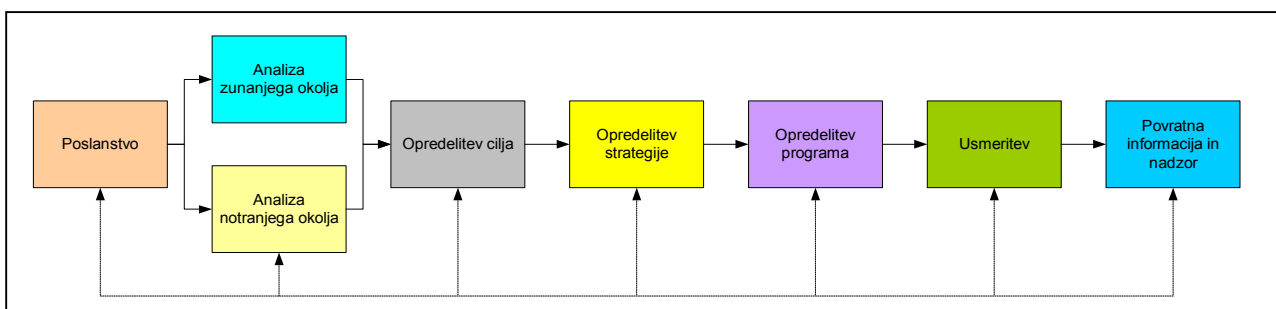 Poslanstvo
Analiza
zunanjega okolja
Analiza
notranjega okolja
Opredelitev cilja
Opredelitev
strategije
Opredelitev
programa
Usmeritev
Povratna
informacija in
nadzor